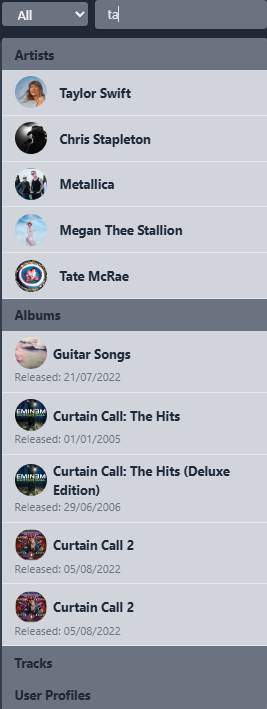 All
ta
Artists
Taylor Swift
Chris Stapleton
Metallica
Megan Thee Stallion
Tate McRae
Albums
Guitar Songs
Released: 21/07/2022
EMINEM
Curtain Call: The Hits
Released: 01/01/2005
EMINEM
Curtain Call: The Hits (Deluxe
Edition)
Released: 29/06/2006
Curtain Call 2
Released: 05/08/2022
Curtain Call 2
Released: 05/08/2022
Tracks
User Profiles